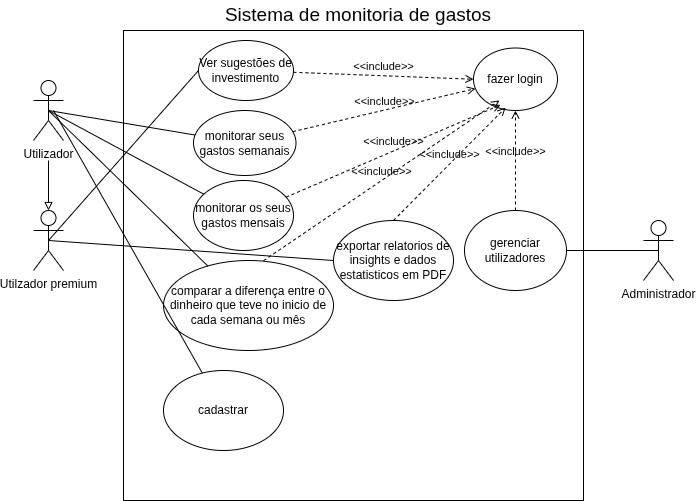 Sistema de monitoria de gastos
Ver sugestões de
investimento
<<include>>
fazer login
monitorar seus
gastos semanais
<<include>>
Utilizador
<<include>>
<<include>>
<<include>>
<<include>>
monitorar os seus
gastos mensais
exportar relatorios de
insights e dados
estatisticos em PDF
gerenciar
utilizadores
Utilzador premium
Administrador
comparar a diferença entre o
dinheiro que teve no inicio de
cada semana ou mês
cadastrar